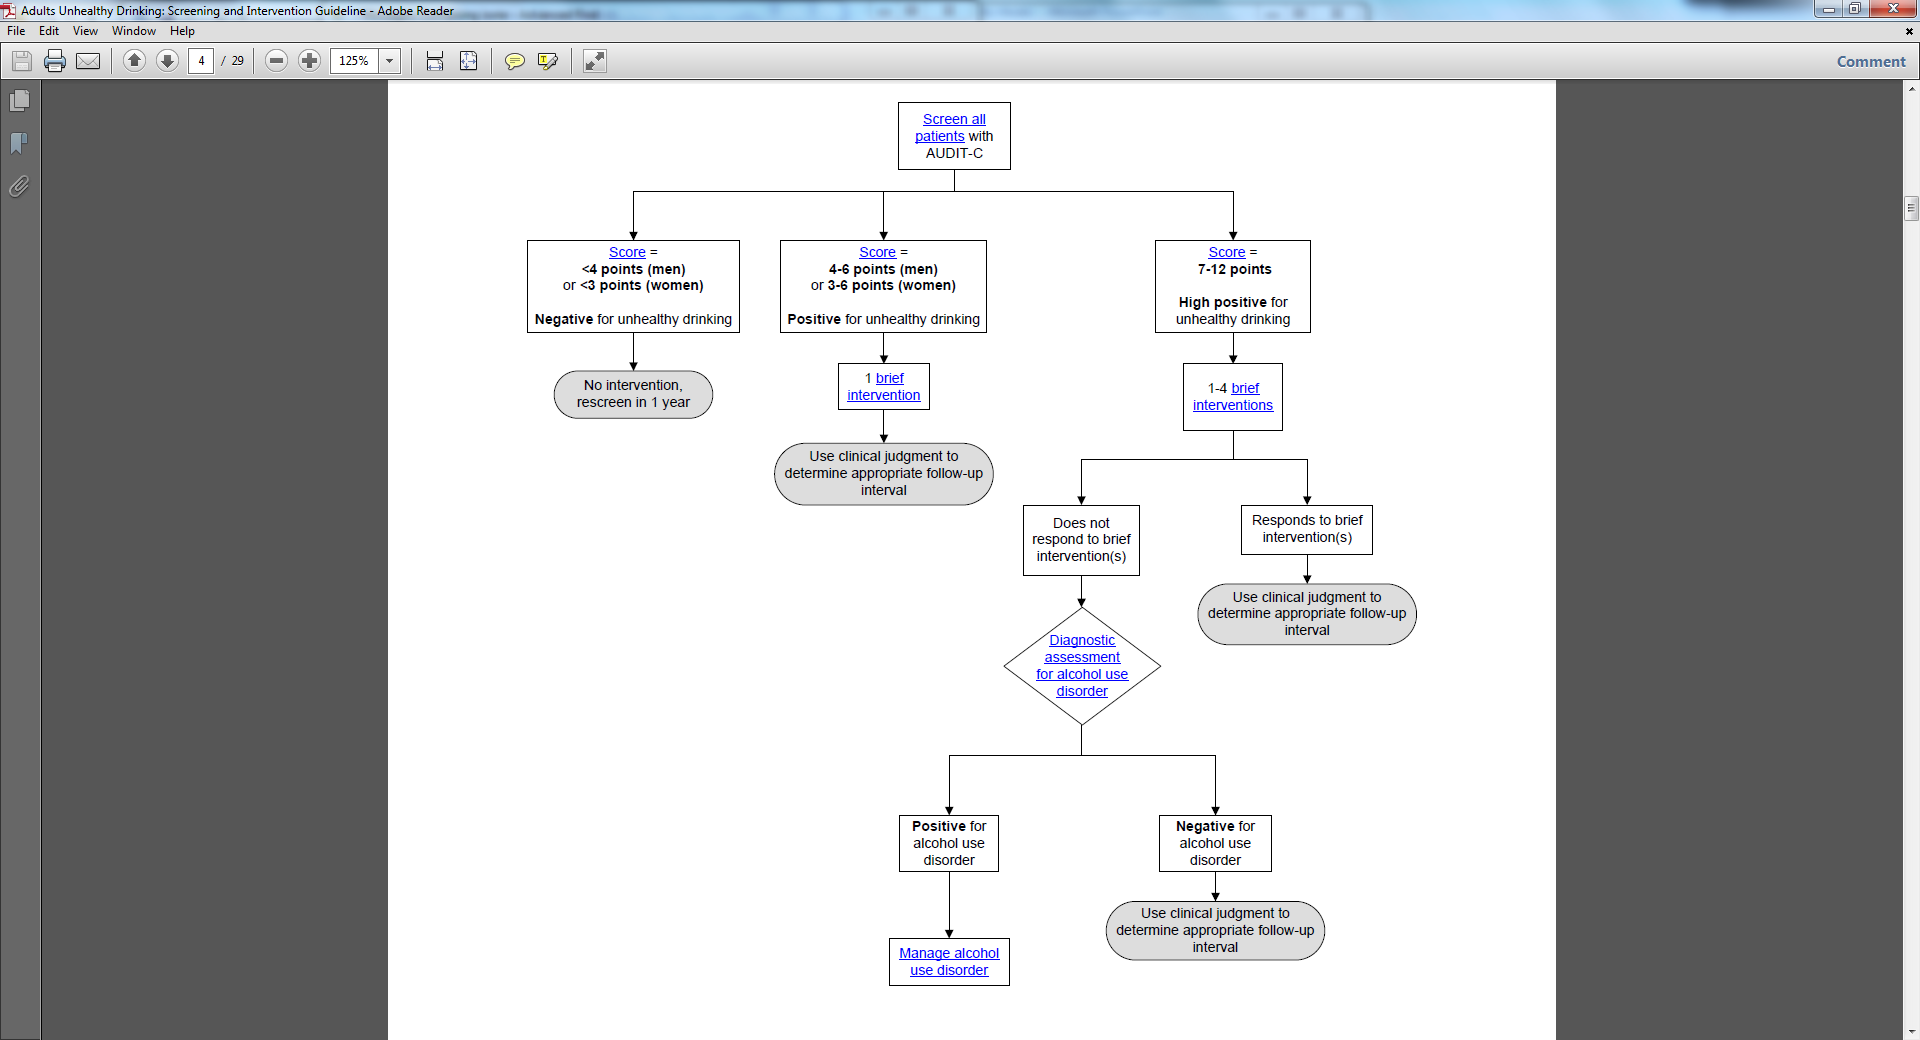 Adults Unhealthy Drinking: Screening and Intervention Guideline - Adobe Reader
File Edit View Window Help
4 / 29
125%
Comment
Screen all
patients with
AUDIT-C
Score =
<4 points (men)
or <3 points (women)
Negative for unhealthy drinking
Score =
4-6 points (men)
or 3-6 points (women)
Positive for unhealthy drinking
Score =
7-12 points
High positive for
unhealthy drinking
No intervention,
rescreen in 1 year
1 brief
intervention
1-4 brief
interventions
Use clinical judgment to
determine appropriate follow-up
interval
Does not
respond to brief
intervention(s)
Responds to brief
intervention(s)
Use clinical judgment to
determine appropriate follow-up
interval
Diagnostic
assessment
for alcohol use
disorder
Positive for
alcohol use
disorder
Negative for
alcohol use
disorder
Use clinical judgment to
determine appropriate follow-up
interval
Manage alcohol
use disorder